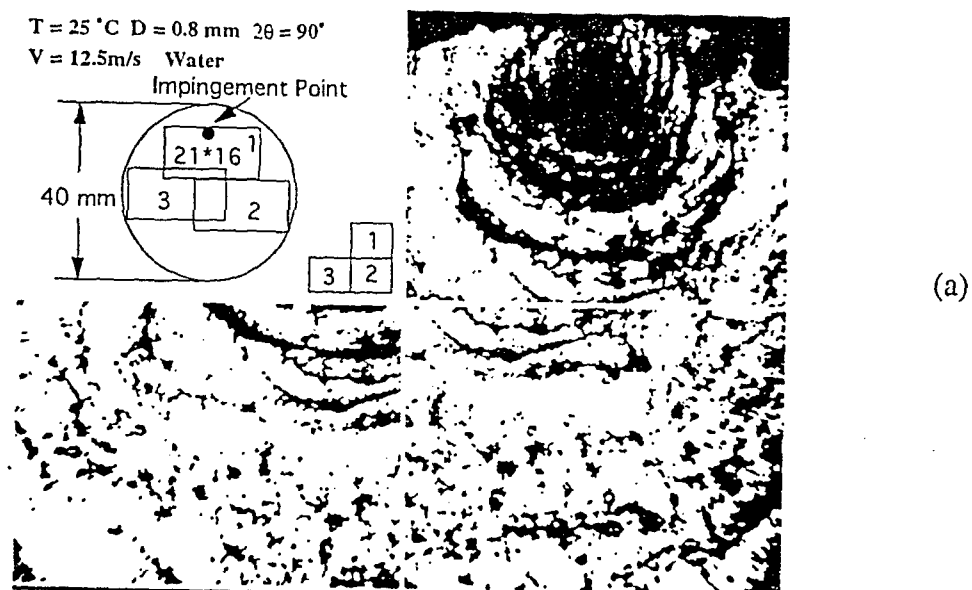 T = 25 °C D = 0.8 mm 2θ = 90°
V = 12.5m/s Water
Impingement Point
21*16 1
40 mm
3
2
1
3 2
(a)